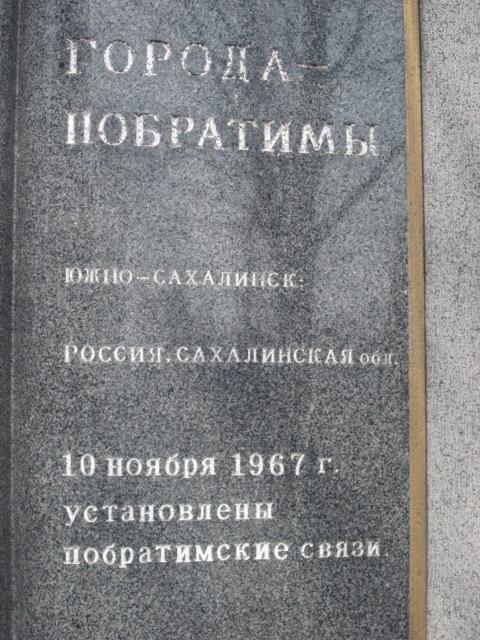 ГОРОДА—
ПОБРАТИМЫ
ЮЖНО-САХАЛИНСК:
РОССИЯ, САХАЛИНСКАЯ обл.
10 ноября 1967 г.
установлены
побратимские связи.